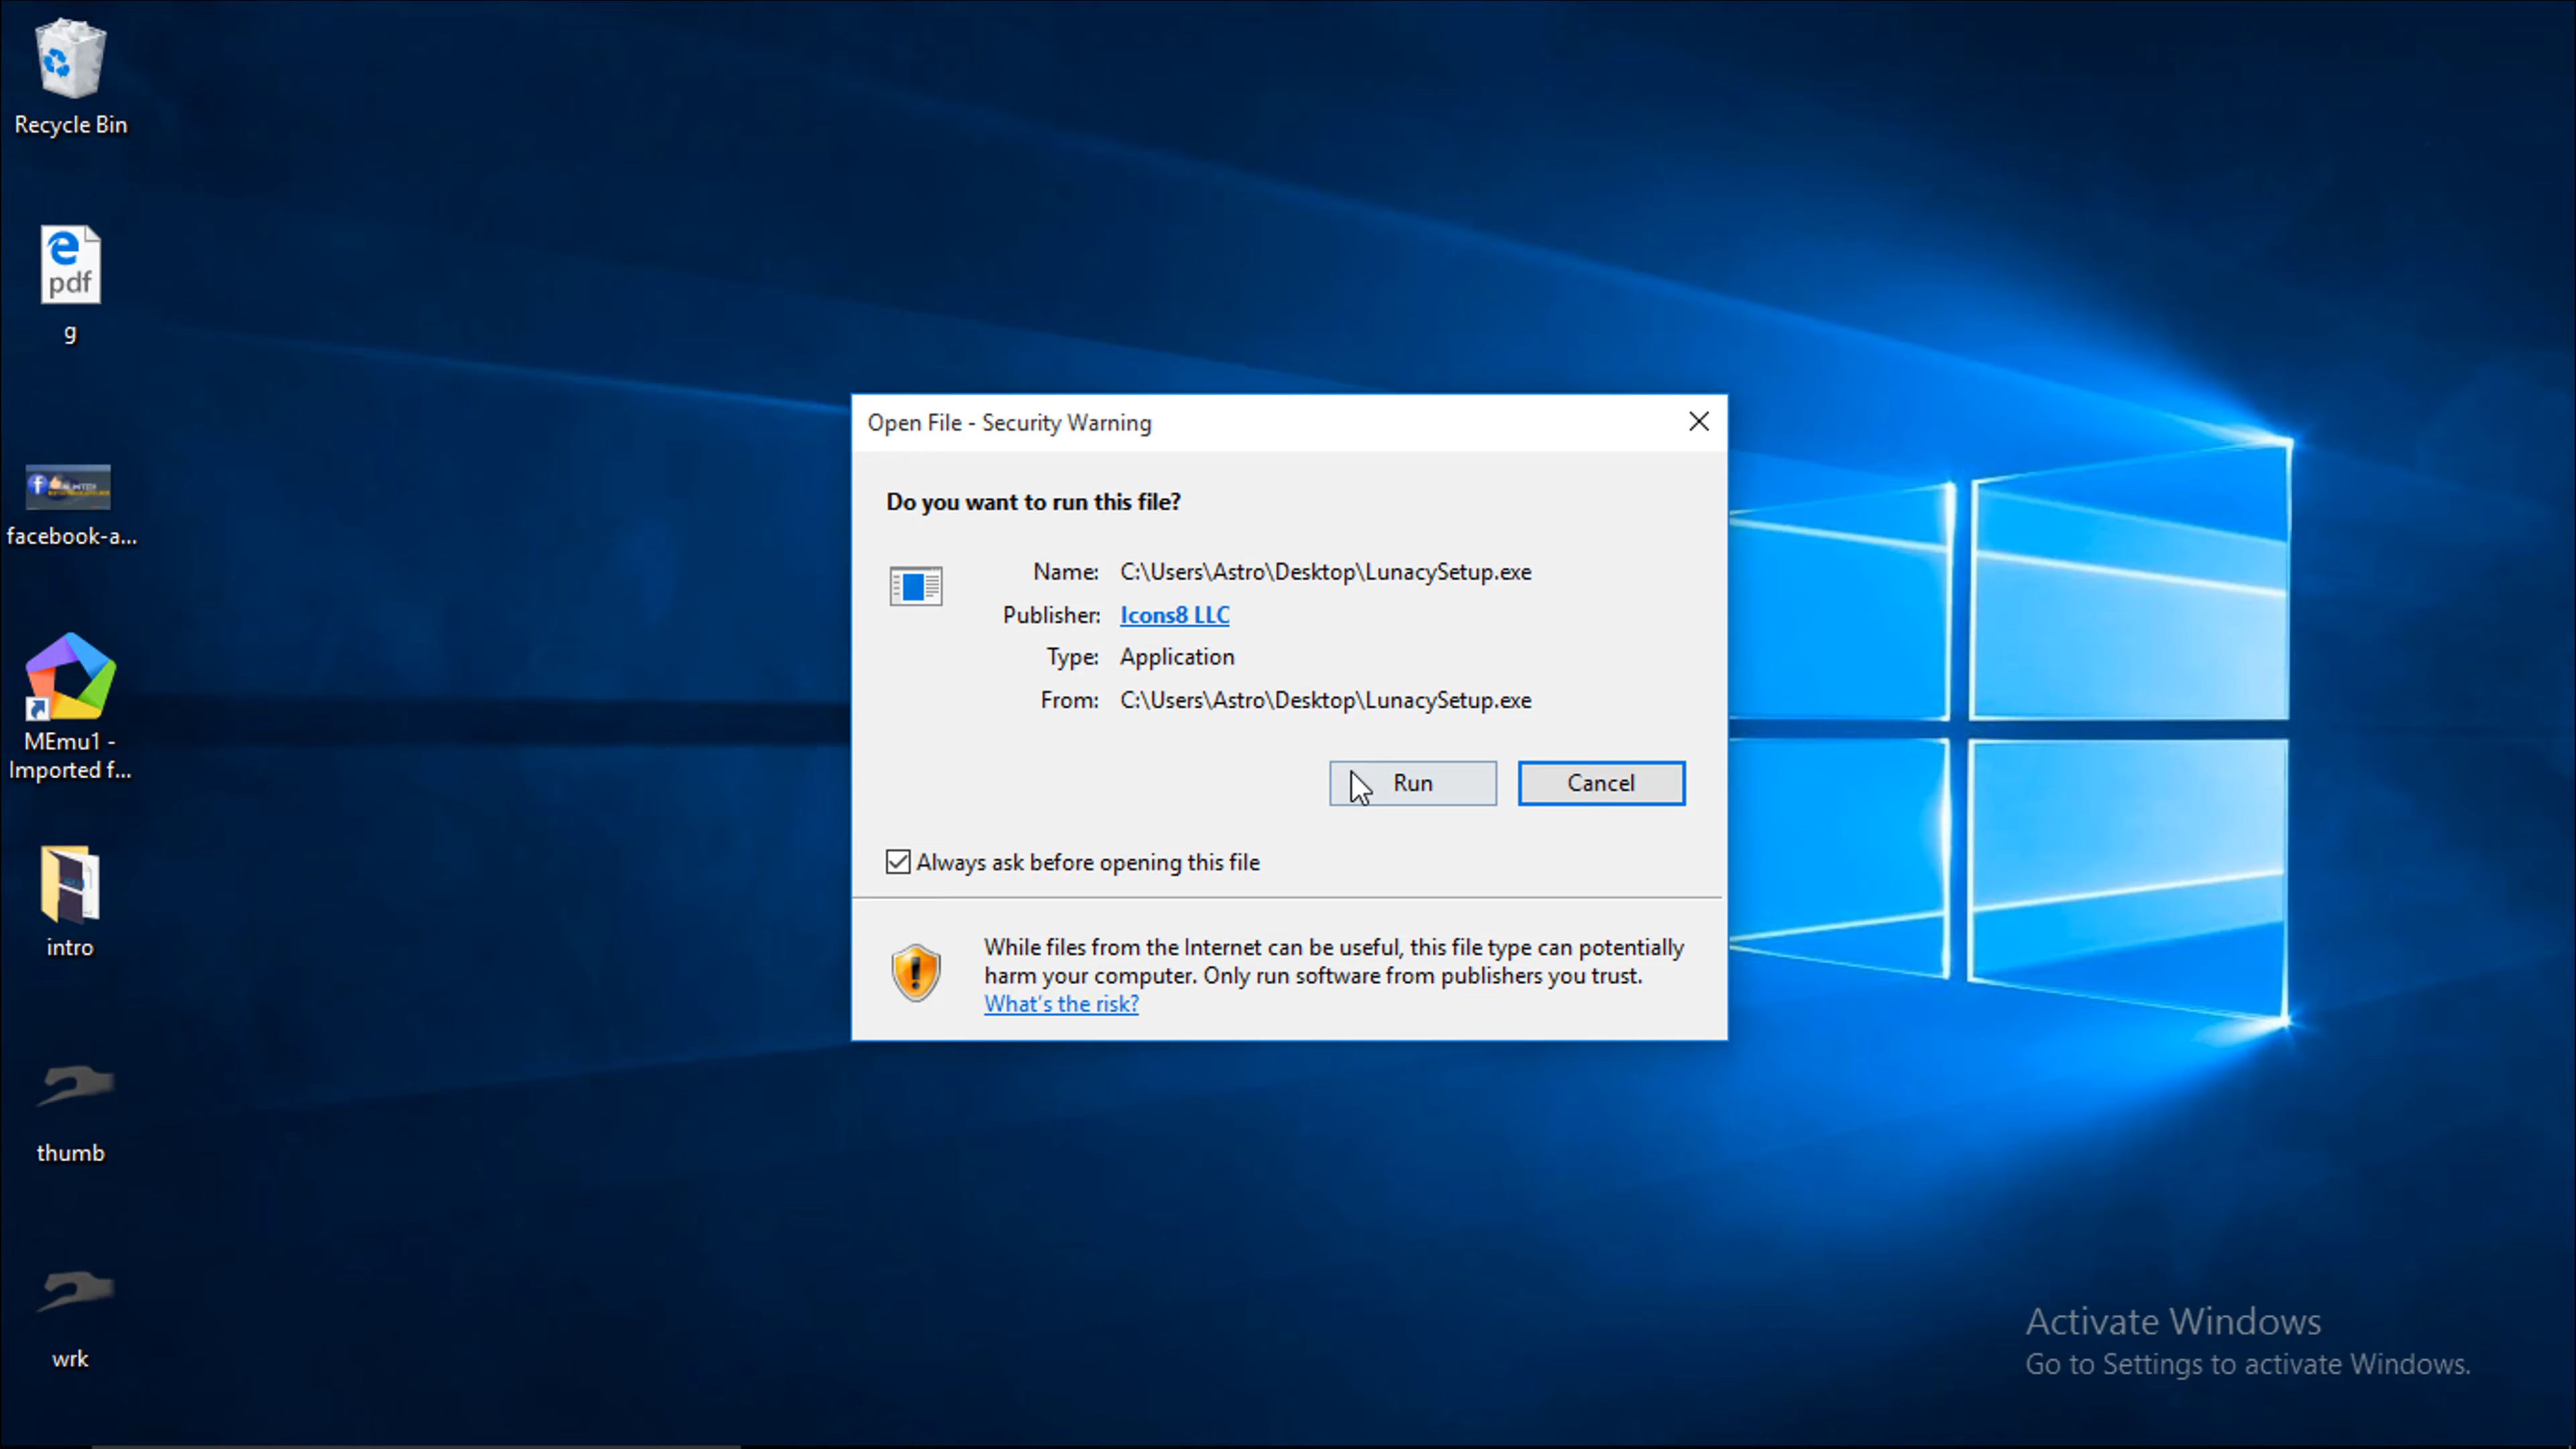 Recycle Bin
pdf
g
facebook-a...
MEmu1 -
Imported f...
intro
thumb
wrk
Open File - Security Warning
Do you want to run this file?
Name: C:\Users\Astro\Desktop\LunacySetup.exe
Publisher: Icons8 LLC
Type: Application
From: C:\Users\Astro\Desktop\LunacySetup.exe
Run Cancel
Always ask before opening this file
While files from the Internet can be useful, this file type can potentially
harm your computer. Only run software from publishers you trust.
What's the risk?
Activate Windows
Go to Settings to activate Windows.